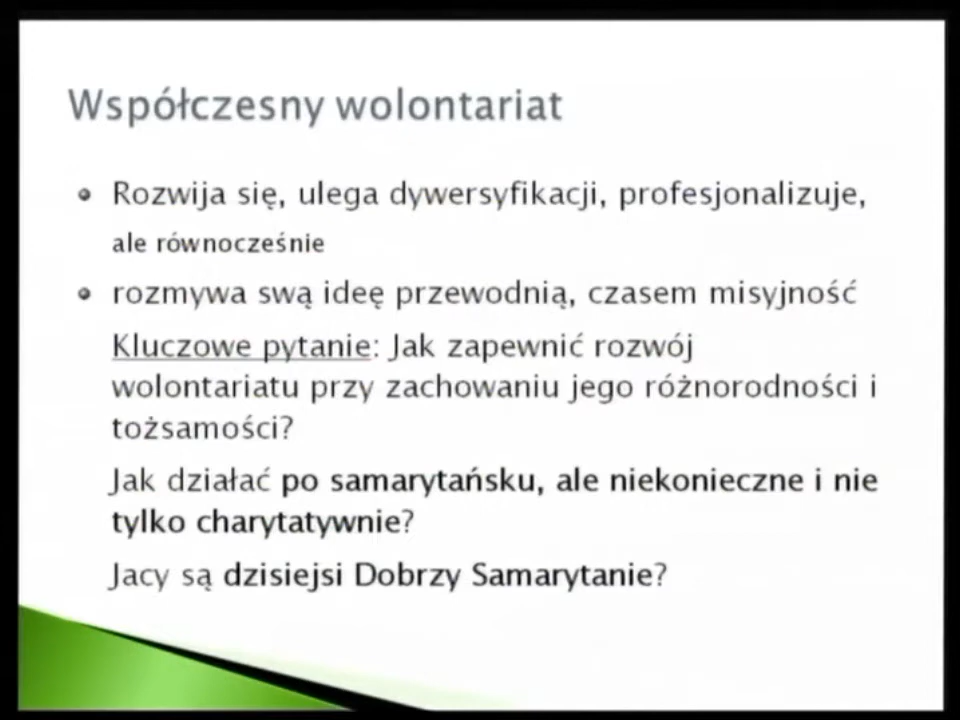 Współczesny wolontariat
Rozwija się, ulega dywersyfikacji, profesjonalizuje,
ale równocześnie
rozmywa swą ideę przewodnią, czasem misyjność
Kluczowe pytanie: Jak zapewnić rozwój
wolontariatu przy zachowaniu jego różnorodności i
tożsamości?
Jak działać po samarytańsku, ale niekonieczne i nie
tylko charytatywnie?
Jacy są dzisiejsi Dobrzy Samarytanie?